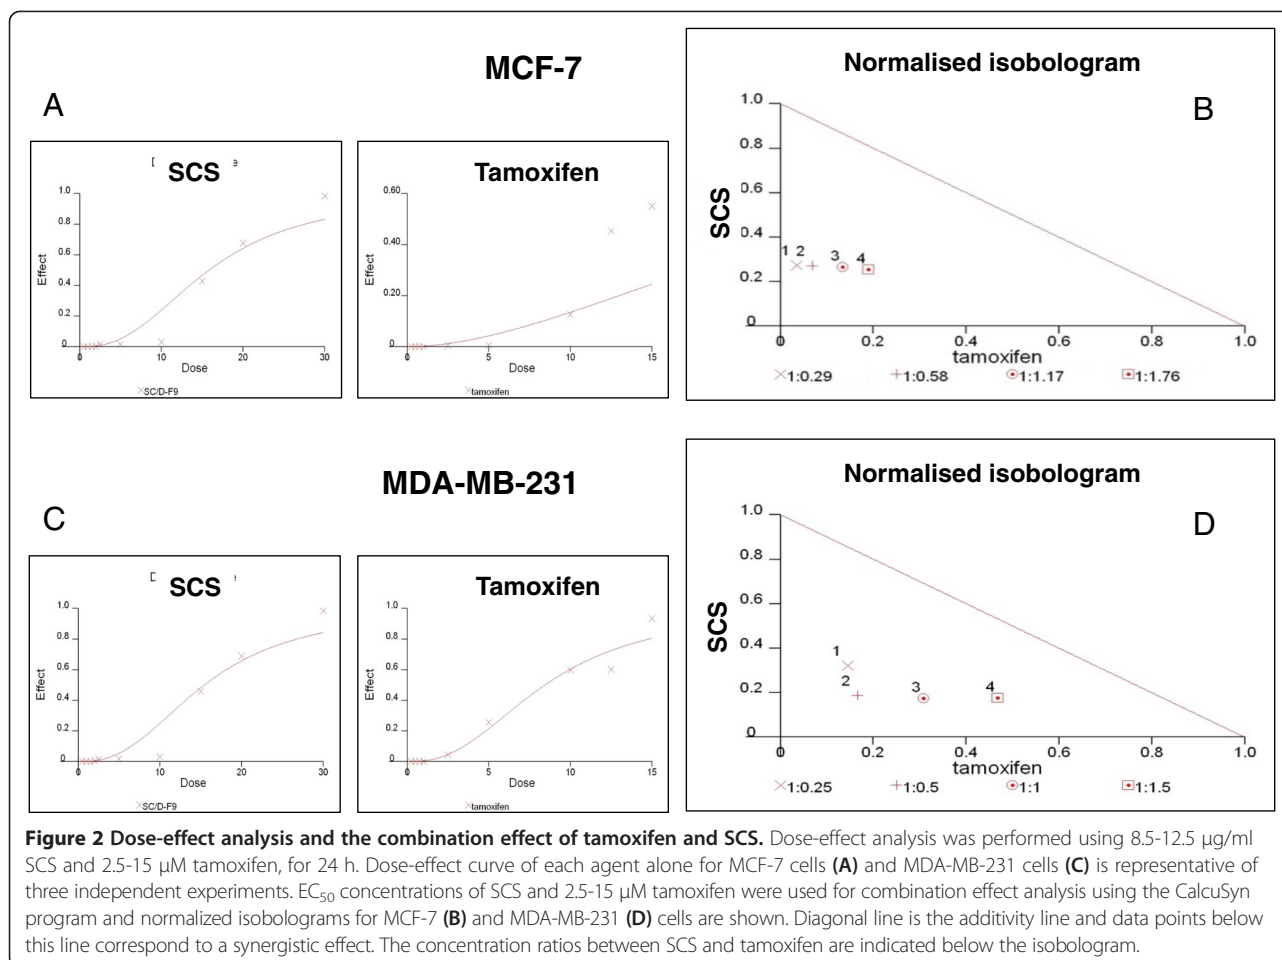 MCF-7
A
SCS
1.0
0.8
0.6
0.4
0.2
0
Effect
0
10
20
30
Dose
SC/D-F9
Tamoxifen
0.60
0.40
0.20
0
Effect
0
5
10
15
Dose
tamoxifen
Normalised isobologram
B
1.0
0.8
0.6
0.4
0.2
0
SCS
1 2 3 4
0 0.2 0.4 0.6 0.8 1.0
tamoxifen
1:0.29 1:0.58 1:1.17 1:1.76
MDA-MB-231
C
SCS
1.0
0.8
0.6
0.4
0.2
0
Effect
0
10
20
30
Dose
SC/D-F9
Tamoxifen
1.0
0.8
0.6
0.4
0.2
0
Effect
0
5
10
15
Dose
tamoxifen
Normalised isobologram
D
1.0
0.8
0.6
0.4
0.2
0
SCS
1
2 3 4
0 0.2 0.4 0.6 0.8 1.0
tamoxifen
1:0.25 1:0.5 1:1 1:1.5
Figure 2 Dose-effect analysis and the combination effect of tamoxifen and SCS. Dose-effect analysis was performed using 8.5-12.5 μg/ml
SCS and 2.5-15 μM tamoxifen, for 24 h. Dose-effect curve of each agent alone for MCF-7 cells (A) and MDA-MB-231 cells (C) is representative of
three independent experiments. EC50 concentrations of SCS and 2.5-15 μM tamoxifen were used for combination effect analysis using the CalcuSyn
program and normalized isobolograms for MCF-7 (B) and MDA-MB-231 (D) cells are shown. Diagonal line is the additivity line and data points below
this line correspond to a synergistic effect. The concentration ratios between SCS and tamoxifen are indicated below the isobologram.